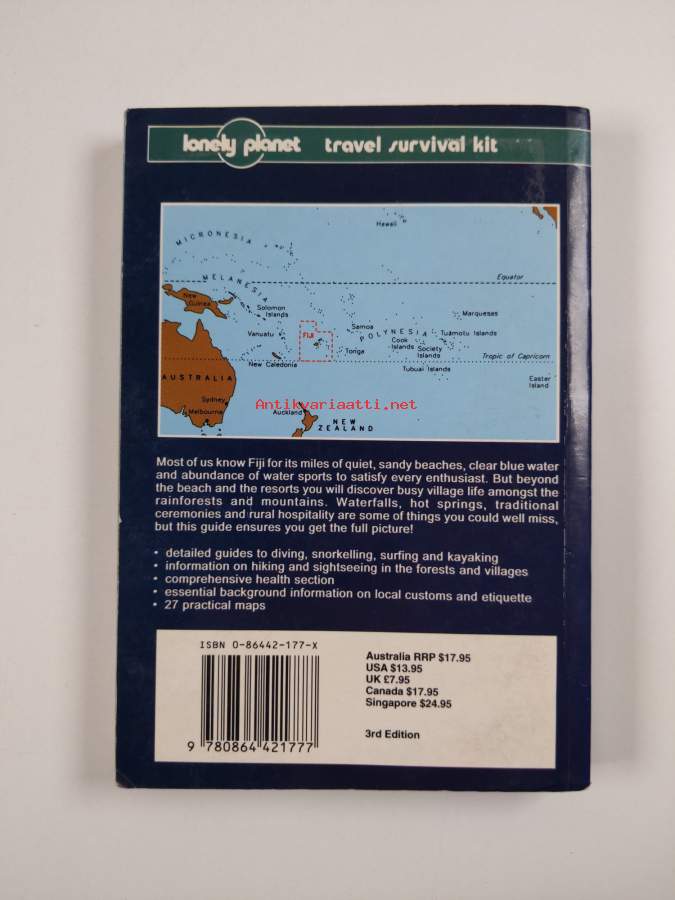 lonely planet travel survival kit
Hawaii
MICRONESIA
Equator
MELANESIA
New Guinea
Solomon Islands
Marqueses
Vanuatu
FIJI
Samoa
POLYNESIA
Tuamotu Islands
Cook Islands
Society Islands
Tonga
New Caledonia
Tropic of Capricorn
Tubuai Islands
AUSTRALIA
Easter Island
Sydney
Melbourne
Auckland
NEW ZEALAND
Antikvariaatti.net
Most of us know Fiji for its miles of quiet, sandy beaches, clear blue water
and abundance of water sports to satisfy every enthusiast. But beyond
the beach and the resorts you will discover busy village life amongst the
rainforests and mountains. Waterfalls, hot springs, traditional
ceremonies and rural hospitality are some of things you could well miss,
but this guide ensures you get the full picture!
• detailed guides to diving, snorkelling, surfing and kayaking
• information on hiking and sightseeing in the forests and villages
• comprehensive health section
• essential background information on local customs and etiquette
• 27 practical maps
ISBN 0-86442-177-X
9 780864 421777
Australia RRP $17.95
USA $13.95
UK £7.95
Canada $17.95
Singapore $24.95
3rd Edition